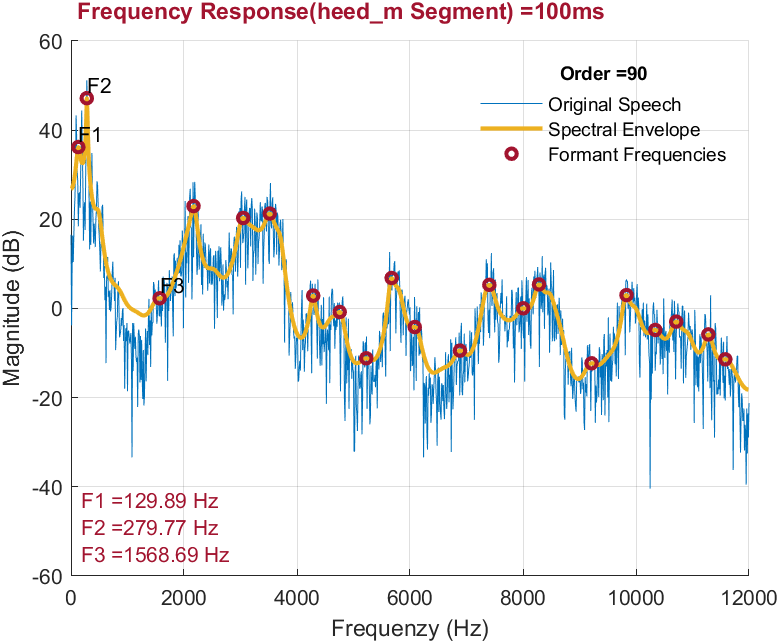 Frequency Response(heed_m Segment) =100ms
Order =90
Original Speech
Spectral Envelope
Formant Frequencies
F2
F1
F3
F1 =129.89 Hz
F2 =279.77 Hz
F3 =1568.69 Hz
60
40
20
0
-20
-40
-60
Magnitude (dB)
0 2000 4000 6000 8000 10000 12000
Frequenzy (Hz)